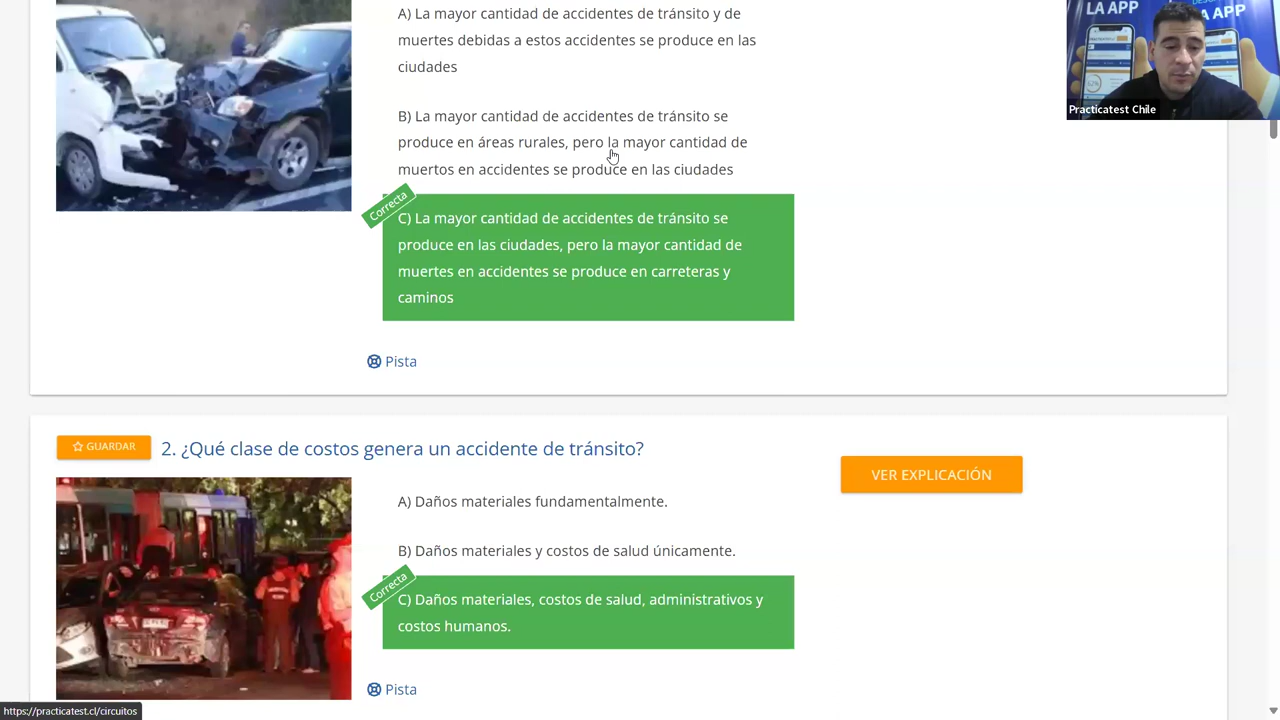 A) La mayor cantidad de accidentes de tránsito y de
muertes debidas a estos accidentes se produce en las
ciudades
B) La mayor cantidad de accidentes de tránsito se
produce en áreas rurales, pero la mayor cantidad de
muertos en accidentes se produce en las ciudades
Correcta
C) La mayor cantidad de accidentes de tránsito se
produce en las ciudades, pero la mayor cantidad de
muertes en accidentes se produce en carreteras y
caminos
Pista
LA APP
LA APP
Practicatest Chile
GUARDAR
2. ¿Qué clase de costos genera un accidente de tránsito?
VER EXPLICACIÓN
A) Daños materiales fundamentalmente.
B) Daños materiales y costos de salud únicamente.
Correcta
C) Daños materiales, costos de salud, administrativos y
costos humanos.
Pista
https://practicatest.cl/circuitos